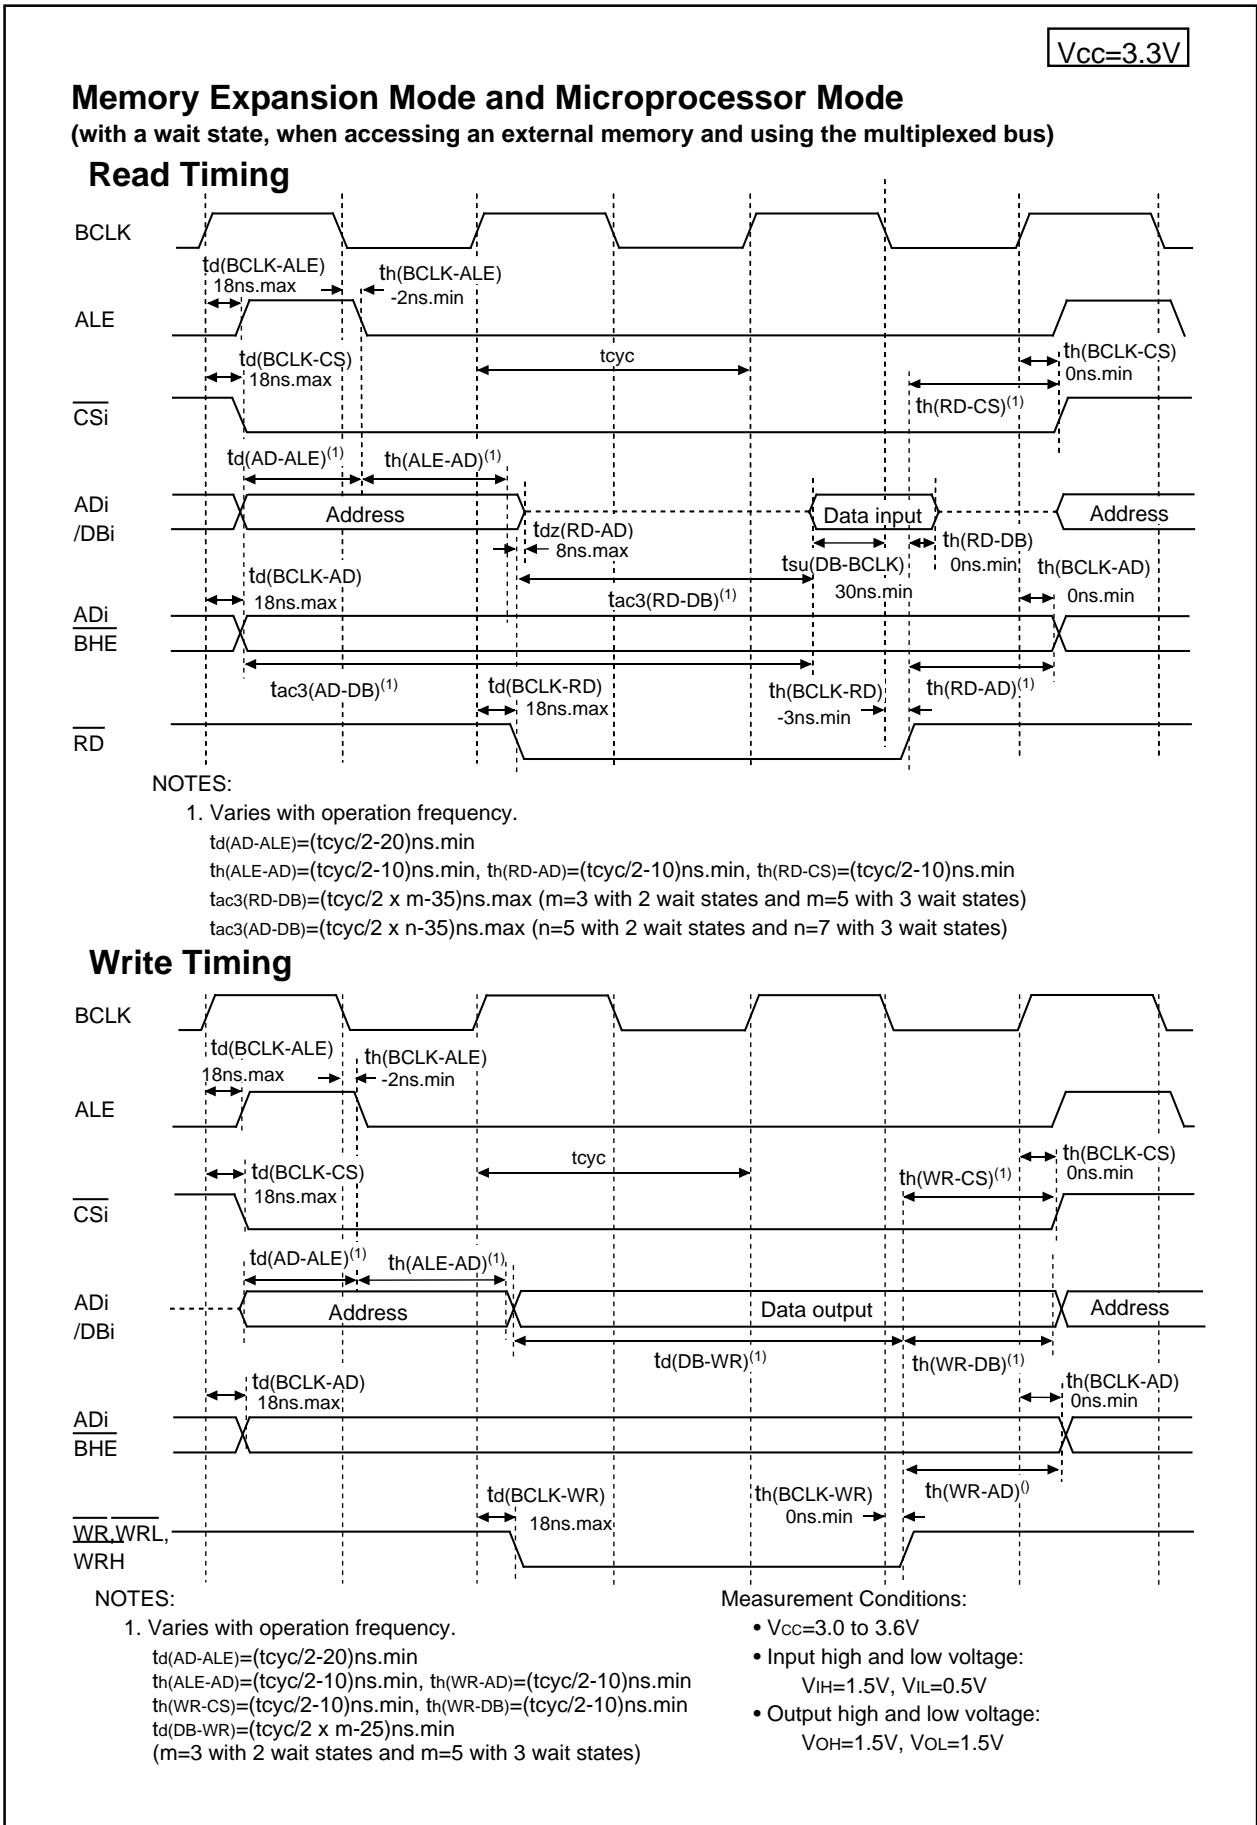 Vcc=3.3V
Memory Expansion Mode and Microprocessor Mode
(with a wait state, when accessing an external memory and using the multiplexed bus)
Read Timing
BCLK
td(BCLK-ALE)
18ns.max
th(BCLK-ALE)
-2ns.min
ALE
td(BCLK-CS)
18ns.max
tcyc
th(BCLK-CS)
0ns.min
th(RD-CS)(1)
CSi
td(AD-ALE)(1)
th(ALE-AD)(1)
ADi
/DBi
Address
Data input
Address
tdz(RD-AD)
8ns.max
tsu(DB-BCLK)
30ns.min
th(RD-DB)
0ns.min
td(BCLK-AD)
18ns.max
tac3(RD-DB)(1)
th(BCLK-AD)
0ns.min
ADi
BHE
tac3(AD-DB)(1)
td(BCLK-RD)
18ns.max
th(BCLK-RD)
-3ns.min
th(RD-AD)(1)
RD
NOTES:
1. Varies with operation frequency.
td(AD-ALE)=(tcyc/2-20)ns.min
th(ALE-AD)=(tcyc/2-10)ns.min, th(RD-AD)=(tcyc/2-10)ns.min, th(RD-CS)=(tcyc/2-10)ns.min
tac3(RD-DB)=(tcyc/2 x m-35)ns.max (m=3 with 2 wait states and m=5 with 3 wait states)
tac3(AD-DB)=(tcyc/2 x n-35)ns.max (n=5 with 2 wait states and n=7 with 3 wait states)
Write Timing
BCLK
td(BCLK-ALE)
18ns.max
th(BCLK-ALE)
-2ns.min
ALE
td(BCLK-CS)
18ns.max
tcyc
th(BCLK-CS)
0ns.min
th(WR-CS)(1)
CSi
td(AD-ALE)(1)
th(ALE-AD)(1)
ADi
/DBi
Address
Data output
Address
td(DB-WR)(1)
th(WR-DB)(1)
td(BCLK-AD)
18ns.max
th(BCLK-AD)
0ns.min
ADi
BHE
td(BCLK-WR)
18ns.max
th(BCLK-WR)
0ns.min
th(WR-AD)()
WR,WRL,
WRH
NOTES:
1. Varies with operation frequency.
td(AD-ALE)=(tcyc/2-20)ns.min
th(ALE-AD)=(tcyc/2-10)ns.min, th(WR-AD)=(tcyc/2-10)ns.min
th(WR-CS)=(tcyc/2-10)ns.min, th(WR-DB)=(tcyc/2-10)ns.min
td(DB-WR)=(tcyc/2 x m-25)ns.min
(m=3 with 2 wait states and m=5 with 3 wait states)
Measurement Conditions:
• VCC=3.0 to 3.6V
• Input high and low voltage:
VIH=1.5V, VIL=0.5V
• Output high and low voltage:
VOH=1.5V, VOL=1.5V